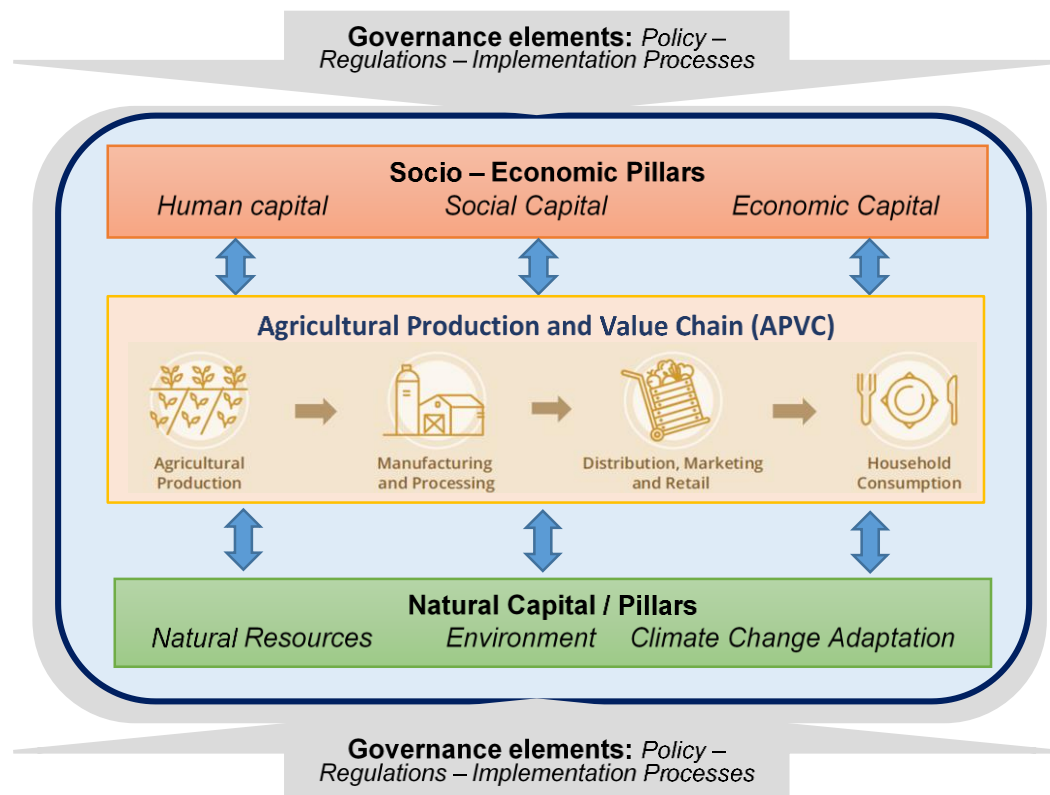 Governance elements: Policy –
Regulations – Implementation Processes
Socio – Economic Pillars
Human capital Social Capital Economic Capital
Agricultural Production and Value Chain (APVC)
Agricultural Production
Manufacturing and Processing
Distribution, Marketing and Retail
Household Consumption
Natural Capital / Pillars
Natural Resources Environment Climate Change Adaptation
Governance elements: Policy –
Regulations – Implementation Processes